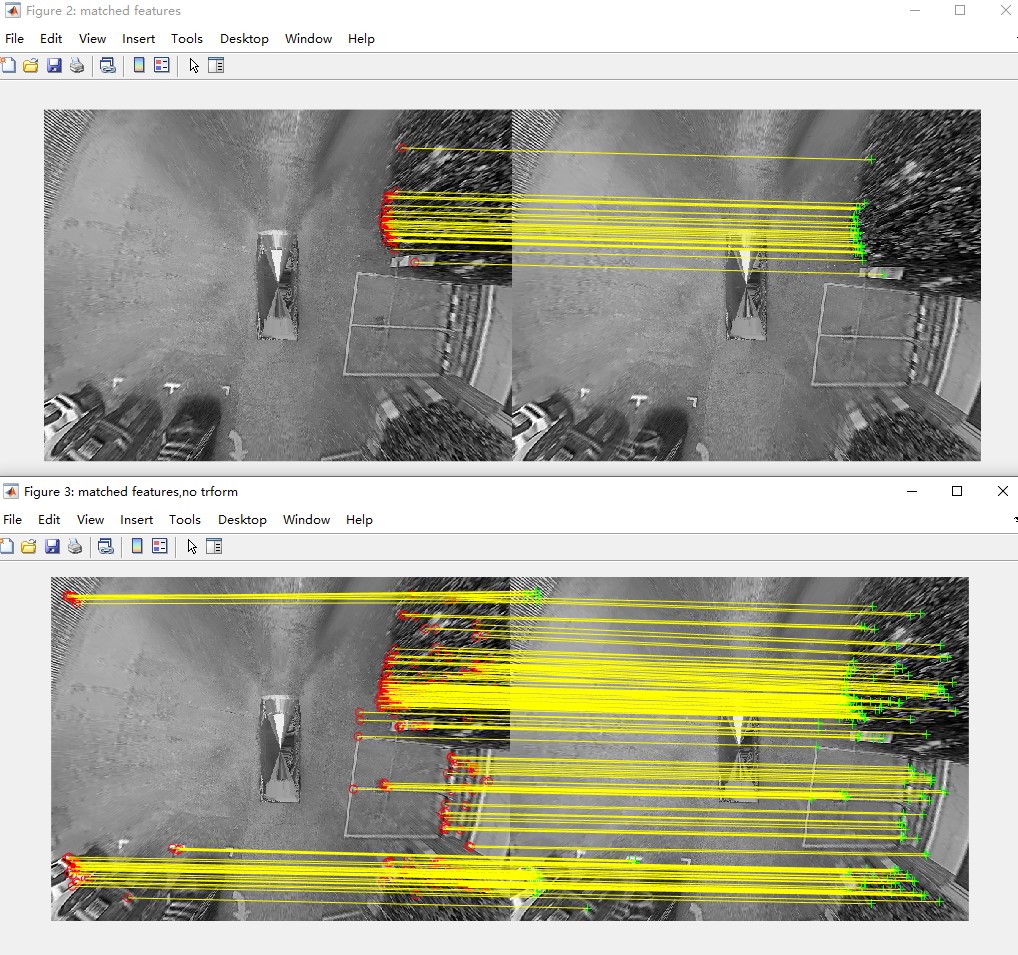 Figure 2: matched features
File Edit View Insert Tools Desktop Window Help
Figure 3: matched features,no trform
File Edit View Insert Tools Desktop Window Help